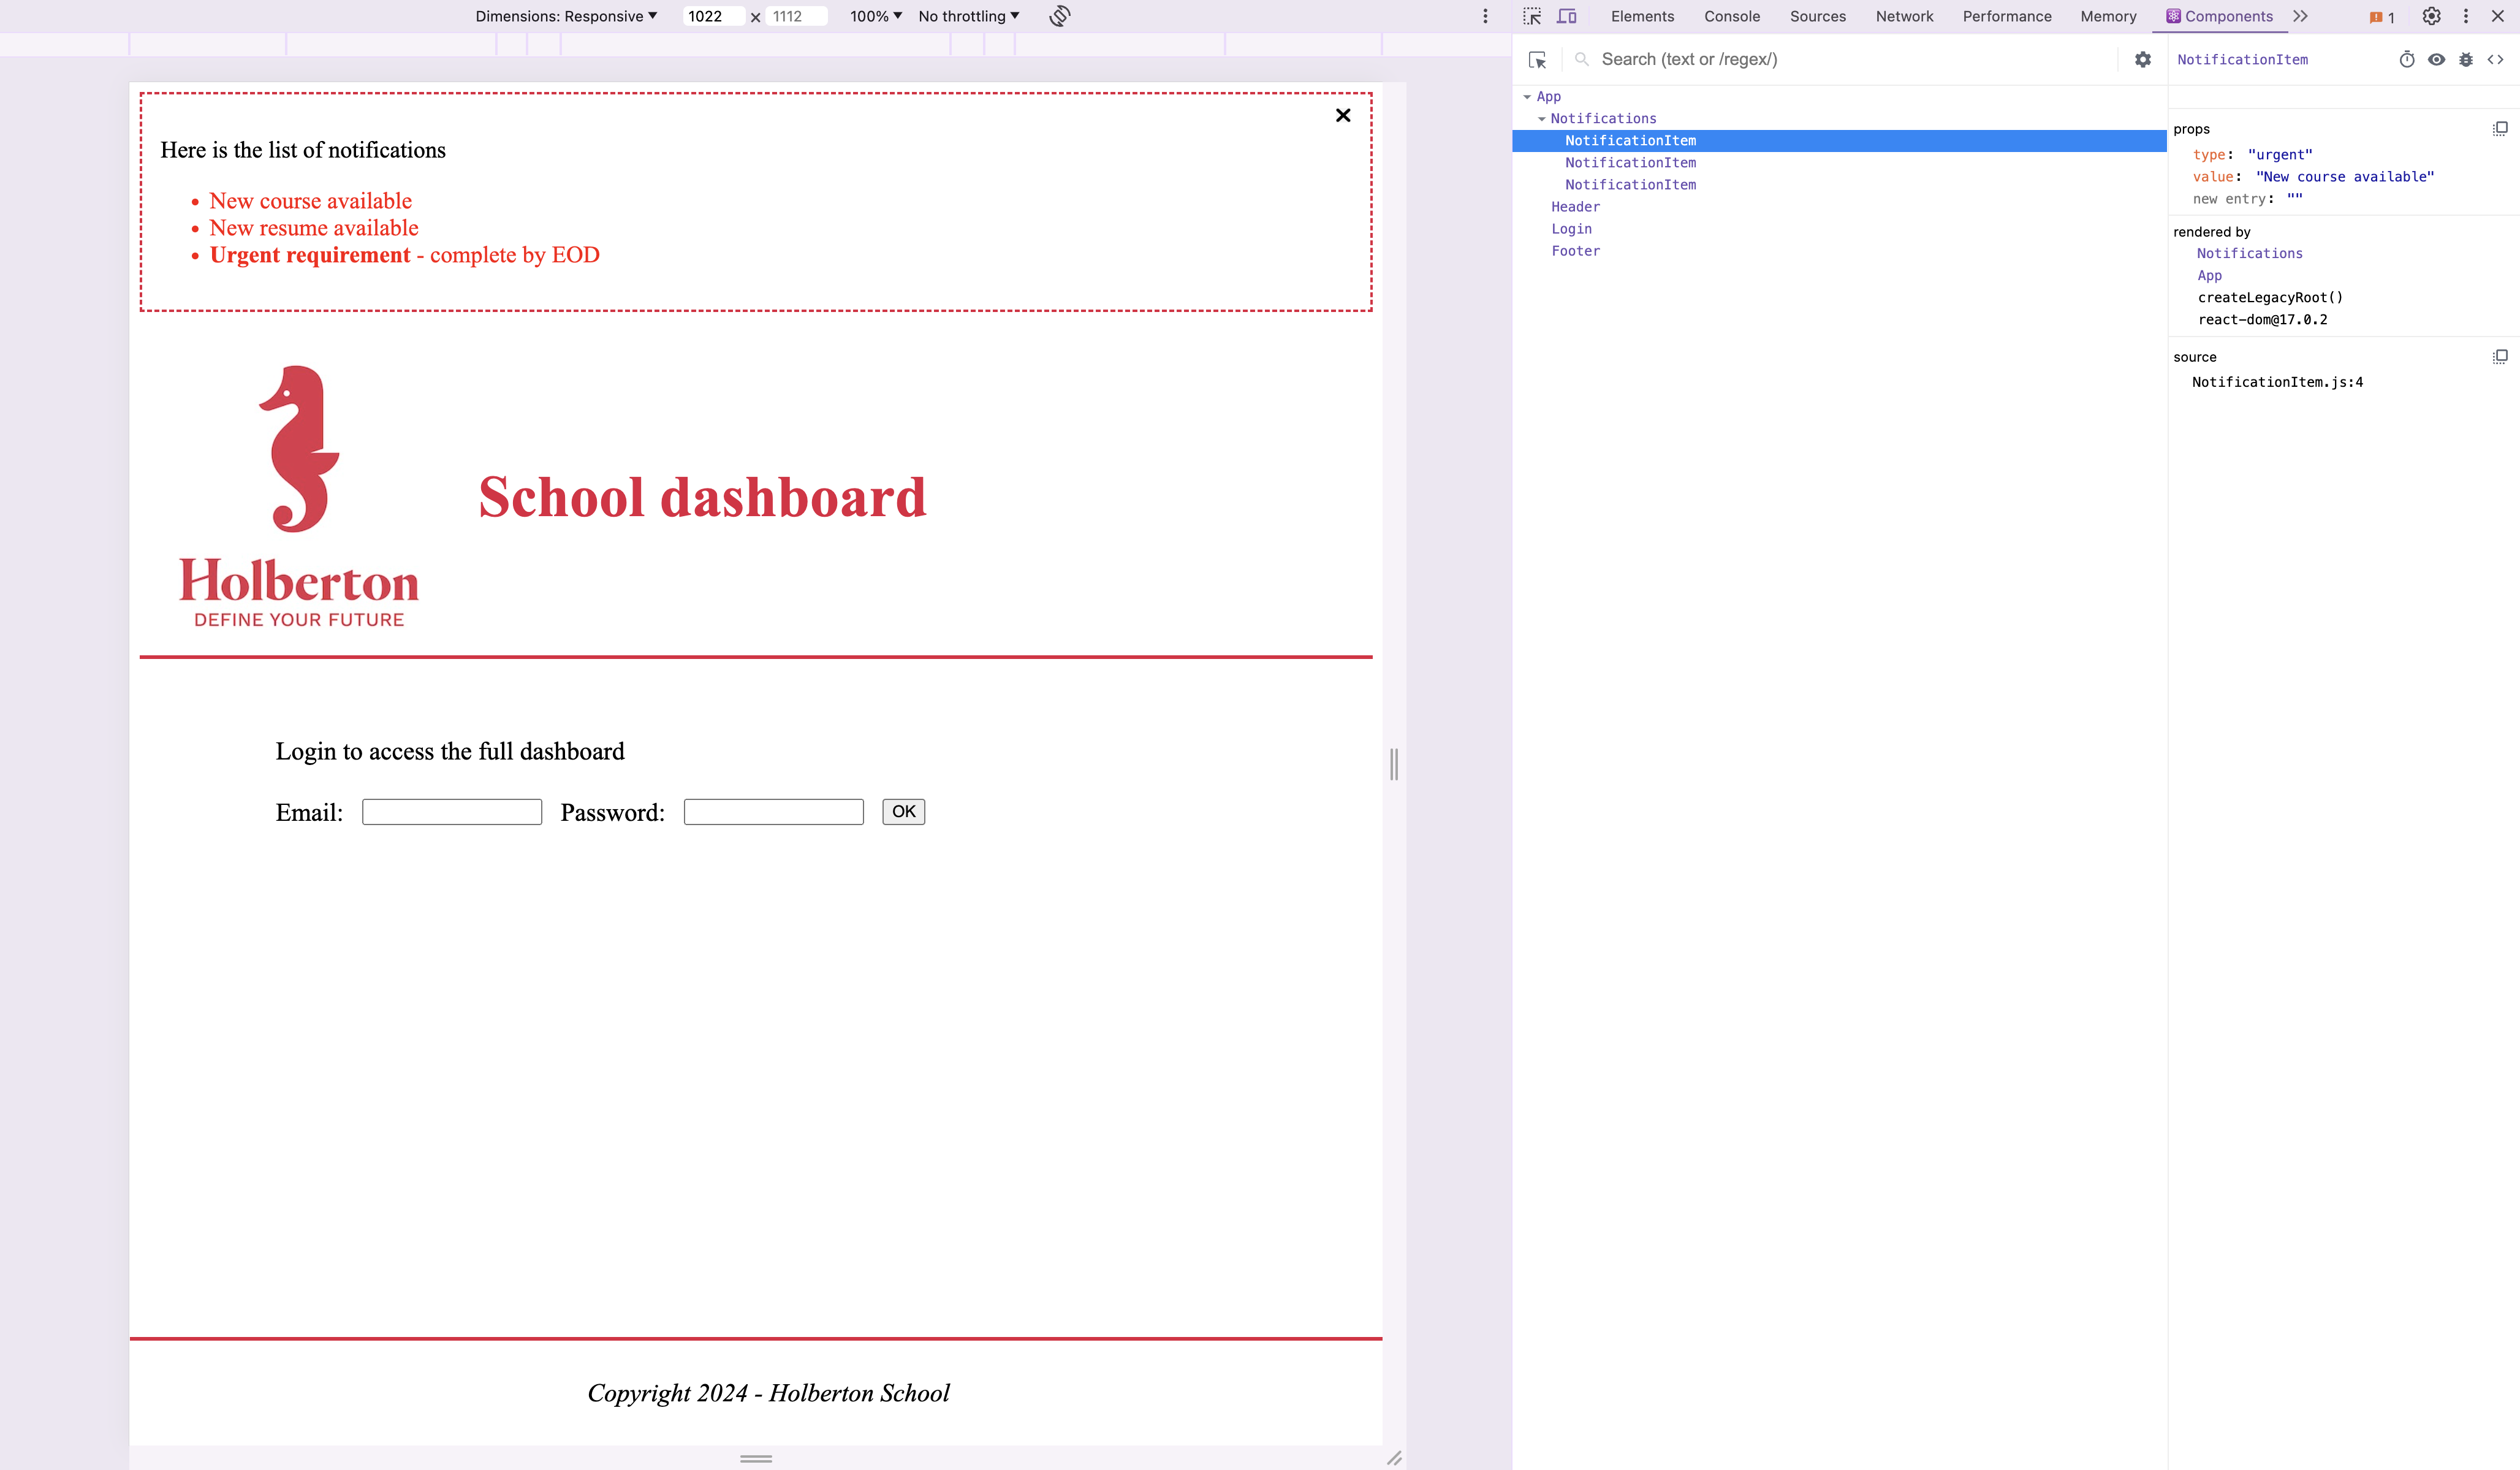 Dimensions: Responsive ▼ 1022 × 1112 100% ▼ No throttling ▼
Elements Console Sources Network Performance Memory Components 1
Here is the list of notifications
• New course available
• New resume available
• Urgent requirement - complete by EOD
School dashboard
Holberton
DEFINE YOUR FUTURE
Login to access the full dashboard
Email: Password: OK
Copyright 2024 - Holberton School
Search (text or /regex/)
App
Notifications
NotificationItem
NotificationItem
NotificationItem
Header
Login
Footer
NotificationItem
props
type: "urgent"
value: "New course available"
new entry: ""
rendered by
Notifications
App
createLegacyRoot()
react-dom@17.0.2
source
NotificationItem.js:4